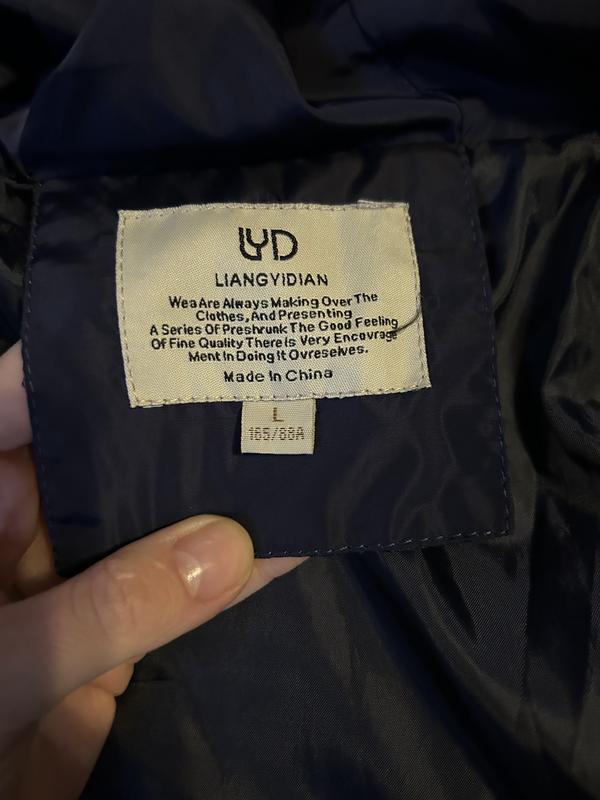 LYD
LIANGYIDIAN
WeaAre Always Making Over The
Clothes,And Presenting
A Series Of Preshrunk The Good Feeling
Of Fine Quality There Is Very Encovrage
Ment In Doing It Ovreselves.
Made In China
L
165/88A